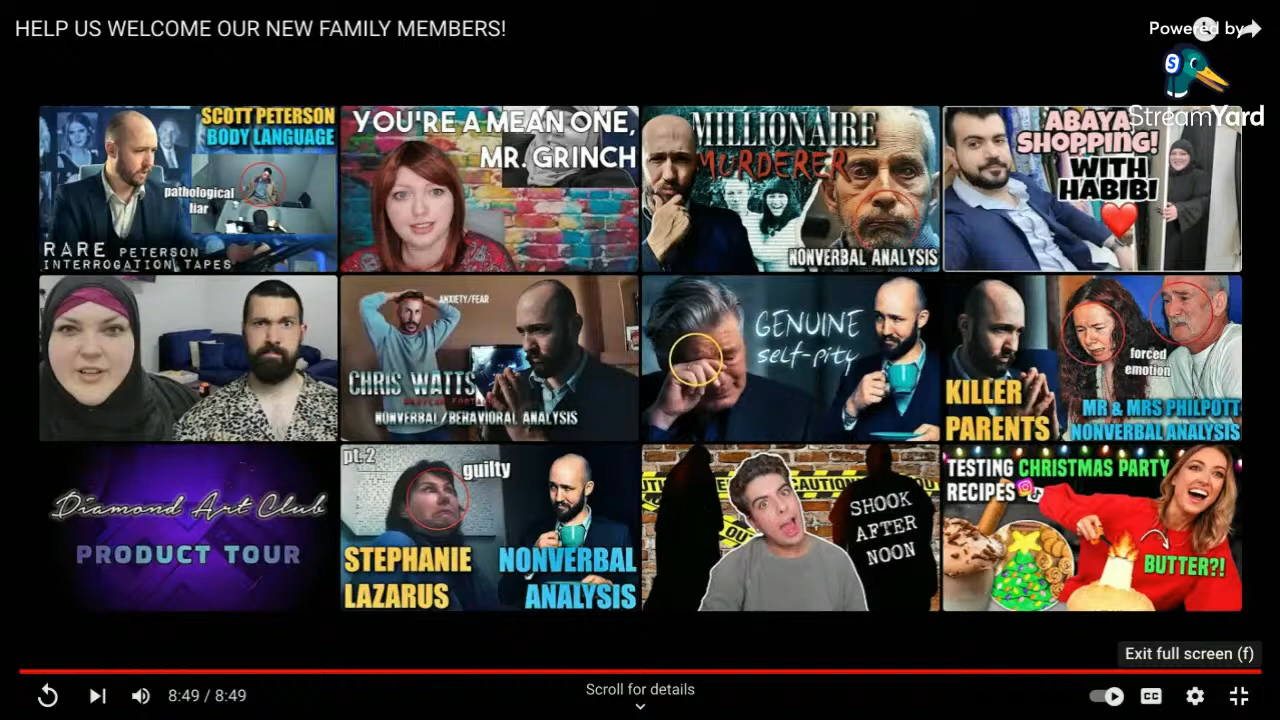 HELP US WELCOME OUR NEW FAMILY MEMBERS!
Powered by
S
StreamYard
SCOTT PETERSON
BODY LANGUAGE
pathological
liar
RARE PETERSON
INTERROGATION TAPES
YOU'RE A MEAN ONE,
MR. GRINCH
MILLIONAIRE
MURDERER
NONVERBAL ANALYSIS
ABAYA
SHOPPING!
WITH
HABIBI
ANXIETY/FEAR
CHRIS WATTS
NONVERBAL/BEHAVIORAL ANALYSIS
GENUINE
self-pity
forced
emotion
KILLER
PARENTS
MR & MRS PHILPOTT
NONVERBAL ANALYSIS
Diamond Art Club
PRODUCT TOUR
pt.2
guilty
STEPHANIE
LAZARUS
NONVERBAL
ANALYSIS
CAUTION
SHOOK
AFTER
NOON
TESTING CHRISTMAS PARTY
RECIPES
BUTTER?!
Exit full screen (f)
8:49 / 8:49
Scroll for details
CC